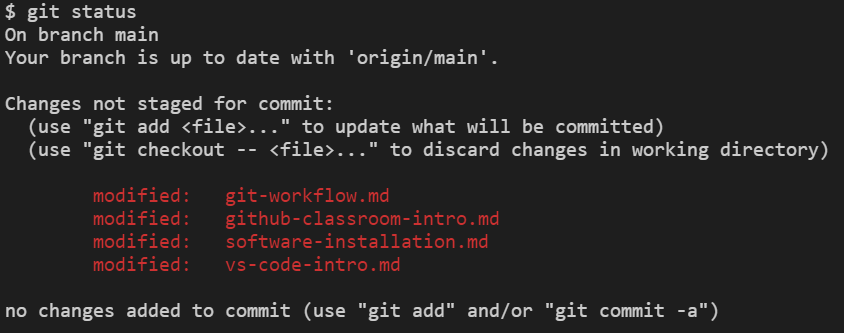 $ git status
On branch main
Your branch is up to date with 'origin/main'.
Changes not staged for commit:
(use "git add <file>..." to update what will be committed)
(use "git checkout -- <file>..." to discard changes in working directory)
modified: git-workflow.md
modified: github-classroom-intro.md
modified: software-installation.md
modified: vs-code-intro.md
no changes added to commit (use "git add" and/or "git commit -a")